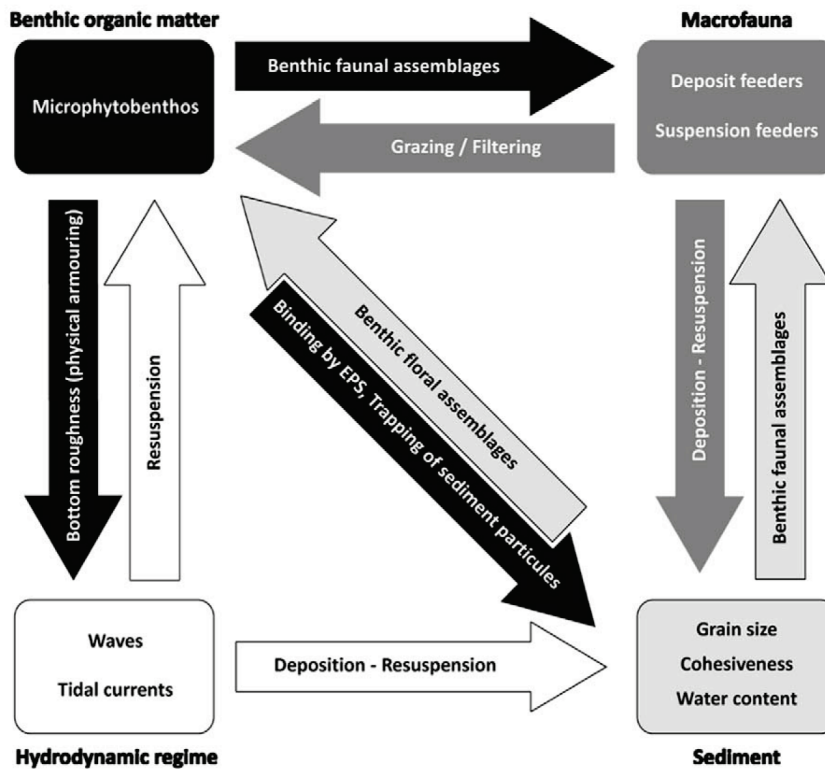 Benthic organic matter
Macrofauna
Microphytobenthos
Benthic faunal assemblages
Deposit feeders
Suspension feeders
Grazing / Filtering
Bottom roughness (physical armouring)
Resuspension
Benthic floral assemblages
Binding by EPS, Trapping of sediment particules
Deposition - Resuspension
Benthic faunal assemblages
Waves
Tidal currents
Deposition - Resuspension
Grain size
Cohesiveness
Water content
Hydrodynamic regime
Sediment